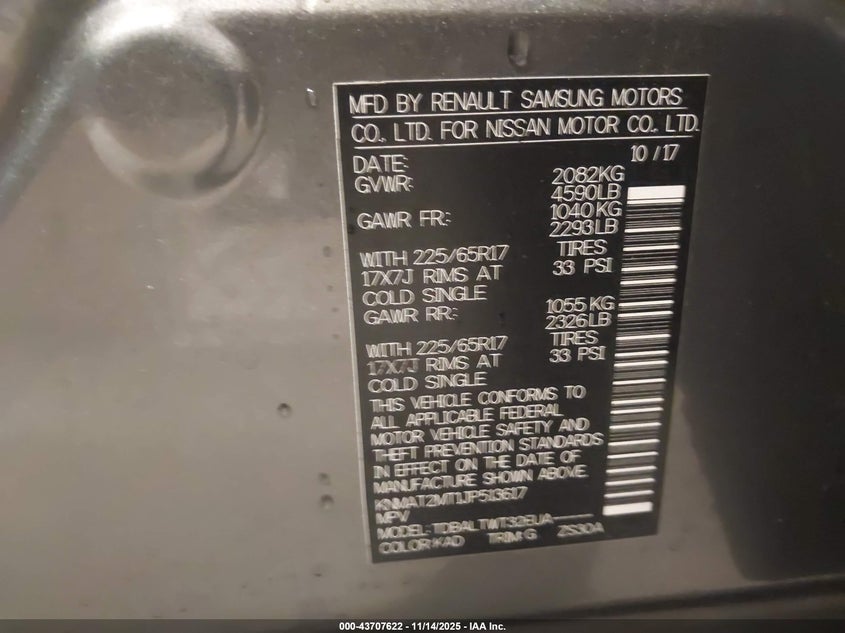 MFD BY RENAULT SAMSUNG MOTORS
CO., LTD. FOR NISSAN MOTOR CO., LTD.
DATE: 10 / 17
GVWR: 2082KG
4590LB
GAWR FR: 1040KG
2293LB
WITH 225/65R17 TIRES
17X7J RIMS AT 33 PSI
COLD SINGLE
GAWR RR: 1055KG
2326LB
WITH 225/65R17 TIRES
17X7J RIMS AT 33 PSI
COLD SINGLE
THIS VEHICLE CONFORMS TO
ALL APPLICABLE FEDERAL
MOTOR VEHICLE SAFETY AND
THEFT PREVENTION STANDARDS
IN EFFECT ON THE DATE OF
MANUFACTURE SHOWN ABOVE.
KNMAT2MT1JP513617
MPV
MODEL: TDBALTWT32EUA-----
COLOR:KAD TRIM:G ZS30A
000-43707622 - 11/14/2025 - IAA Inc.